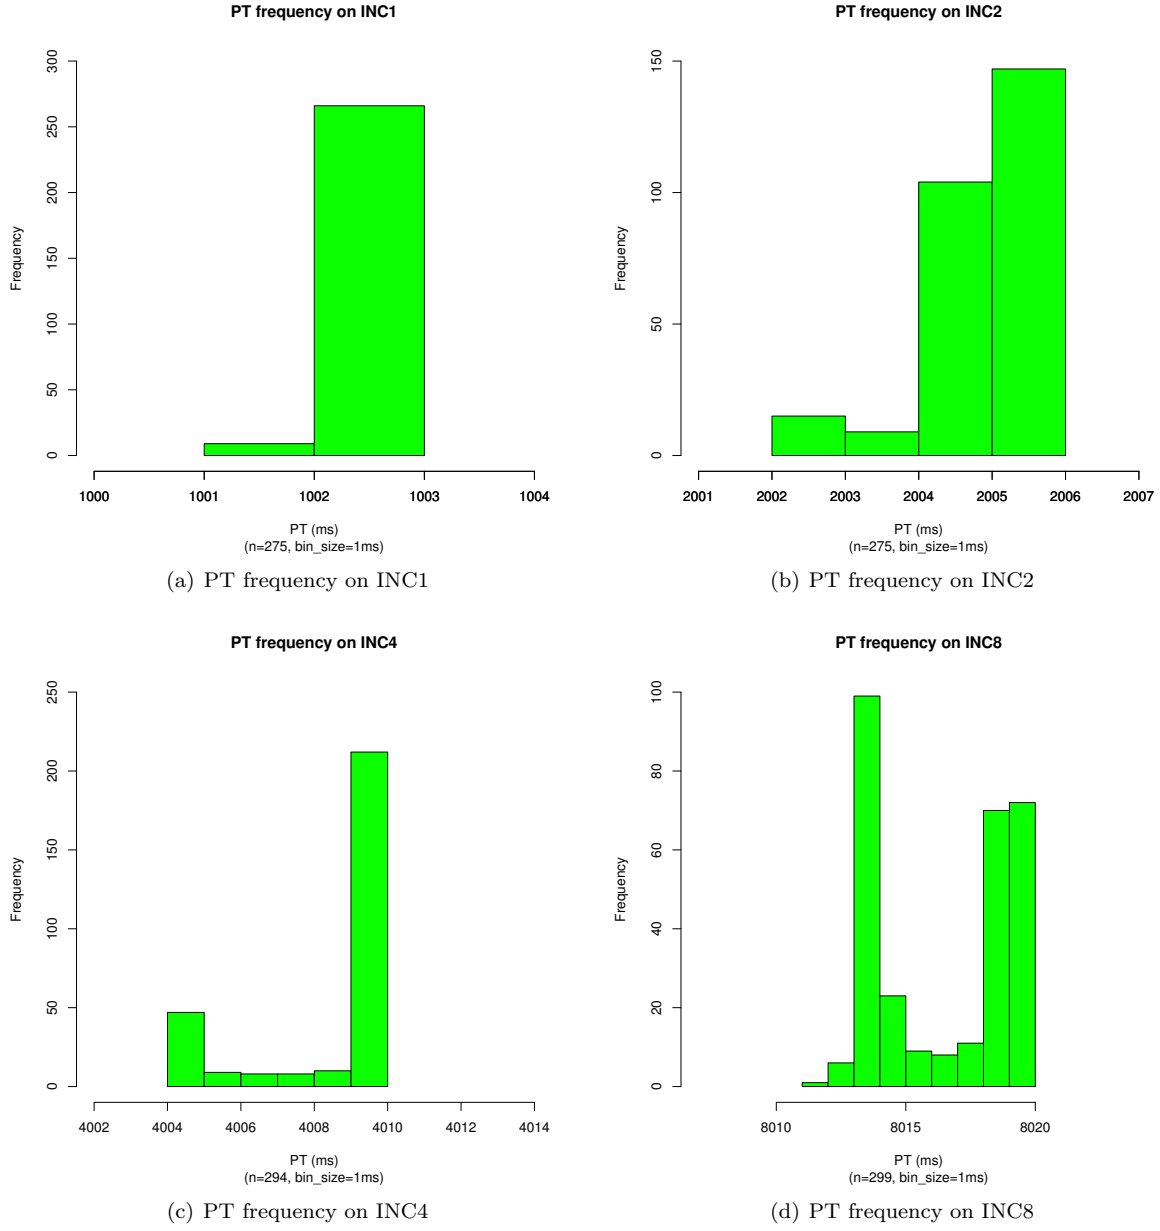 PT frequency on INC1
300
250
200
150
100
50
0
Frequency
1000 1001 1002 1003 1004
PT (ms)
(n=275, bin_size=1ms)
(a) PT frequency on INC1
PT frequency on INC2
150
100
50
0
Frequency
2001 2002 2003 2004 2005 2006 2007
PT (ms)
(n=275, bin_size=1ms)
(b) PT frequency on INC2
PT frequency on INC4
250
200
150
100
50
0
Frequency
4002 4004 4006 4008 4010 4012 4014
PT (ms)
(n=294, bin_size=1ms)
(c) PT frequency on INC4
PT frequency on INC8
100
80
60
40
20
0
Frequency
8010 8015 8020
PT (ms)
(n=299, bin_size=1ms)
(d) PT frequency on INC8